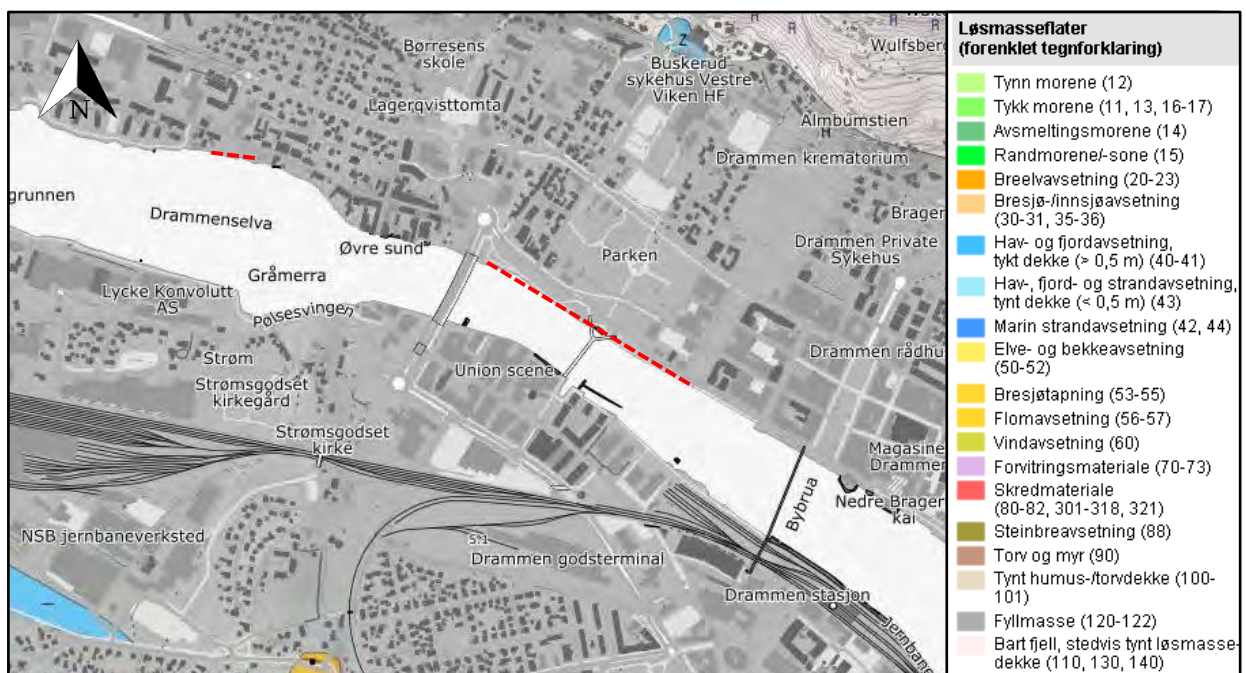 N
Børresens
skole
Lagerqvisttomta
Z
Buskerud
sykehus Vestre
Viken HF
Wulfsberg
Almbumstien
Drammen krematorium
Brager
Drammen Private
Sykehus
grunnen
Drammenselva
Øvre sund
Parken
Gråmerra
Lycke Konvolutt
AS
Pølsesvingen
Drammen rådhu
Strøm
Union scene
Strømsgodset
kirkegård
Strømsgodset
kirke
Magasine
Drammen
Nedre Brager
kai
Bybrua
NSB jernbaneverksted
Drammen godsterminal
Drammen stasjon
Jernbane
Løsmasseflater
(forenklet tegnforklaring)
Tynn morene (12)
Tykk morene (11, 13, 16-17)
Avsmeltingsmorene (14)
Randmorene/-sone (15)
Breelvavsetning (20-23)
Bresjø-/innsjøavsetning
(30-31, 35-36)
Hav- og fjordavsetning,
tykt dekke (> 0,5 m) (40-41)
Hav-, fjord- og strandavsetning,
tynt dekke (< 0,5 m) (43)
Marin strandavsetning (42, 44)
Elve- og bekkeavsetning
(50-52)
Bresjøtapning (53-55)
Flomavsetning (56-57)
Vindavsetning (60)
Forvitringsmateriale (70-73)
Skredmateriale
(80-82, 301-318, 321)
Steinbreavsetning (88)
Torv og myr (90)
Tynt humus-/torvdekke (100-
101)
Fyllmasse (120-122)
Bart fjell, stedvis tynt løsmasse-
dekke (110, 130, 140)